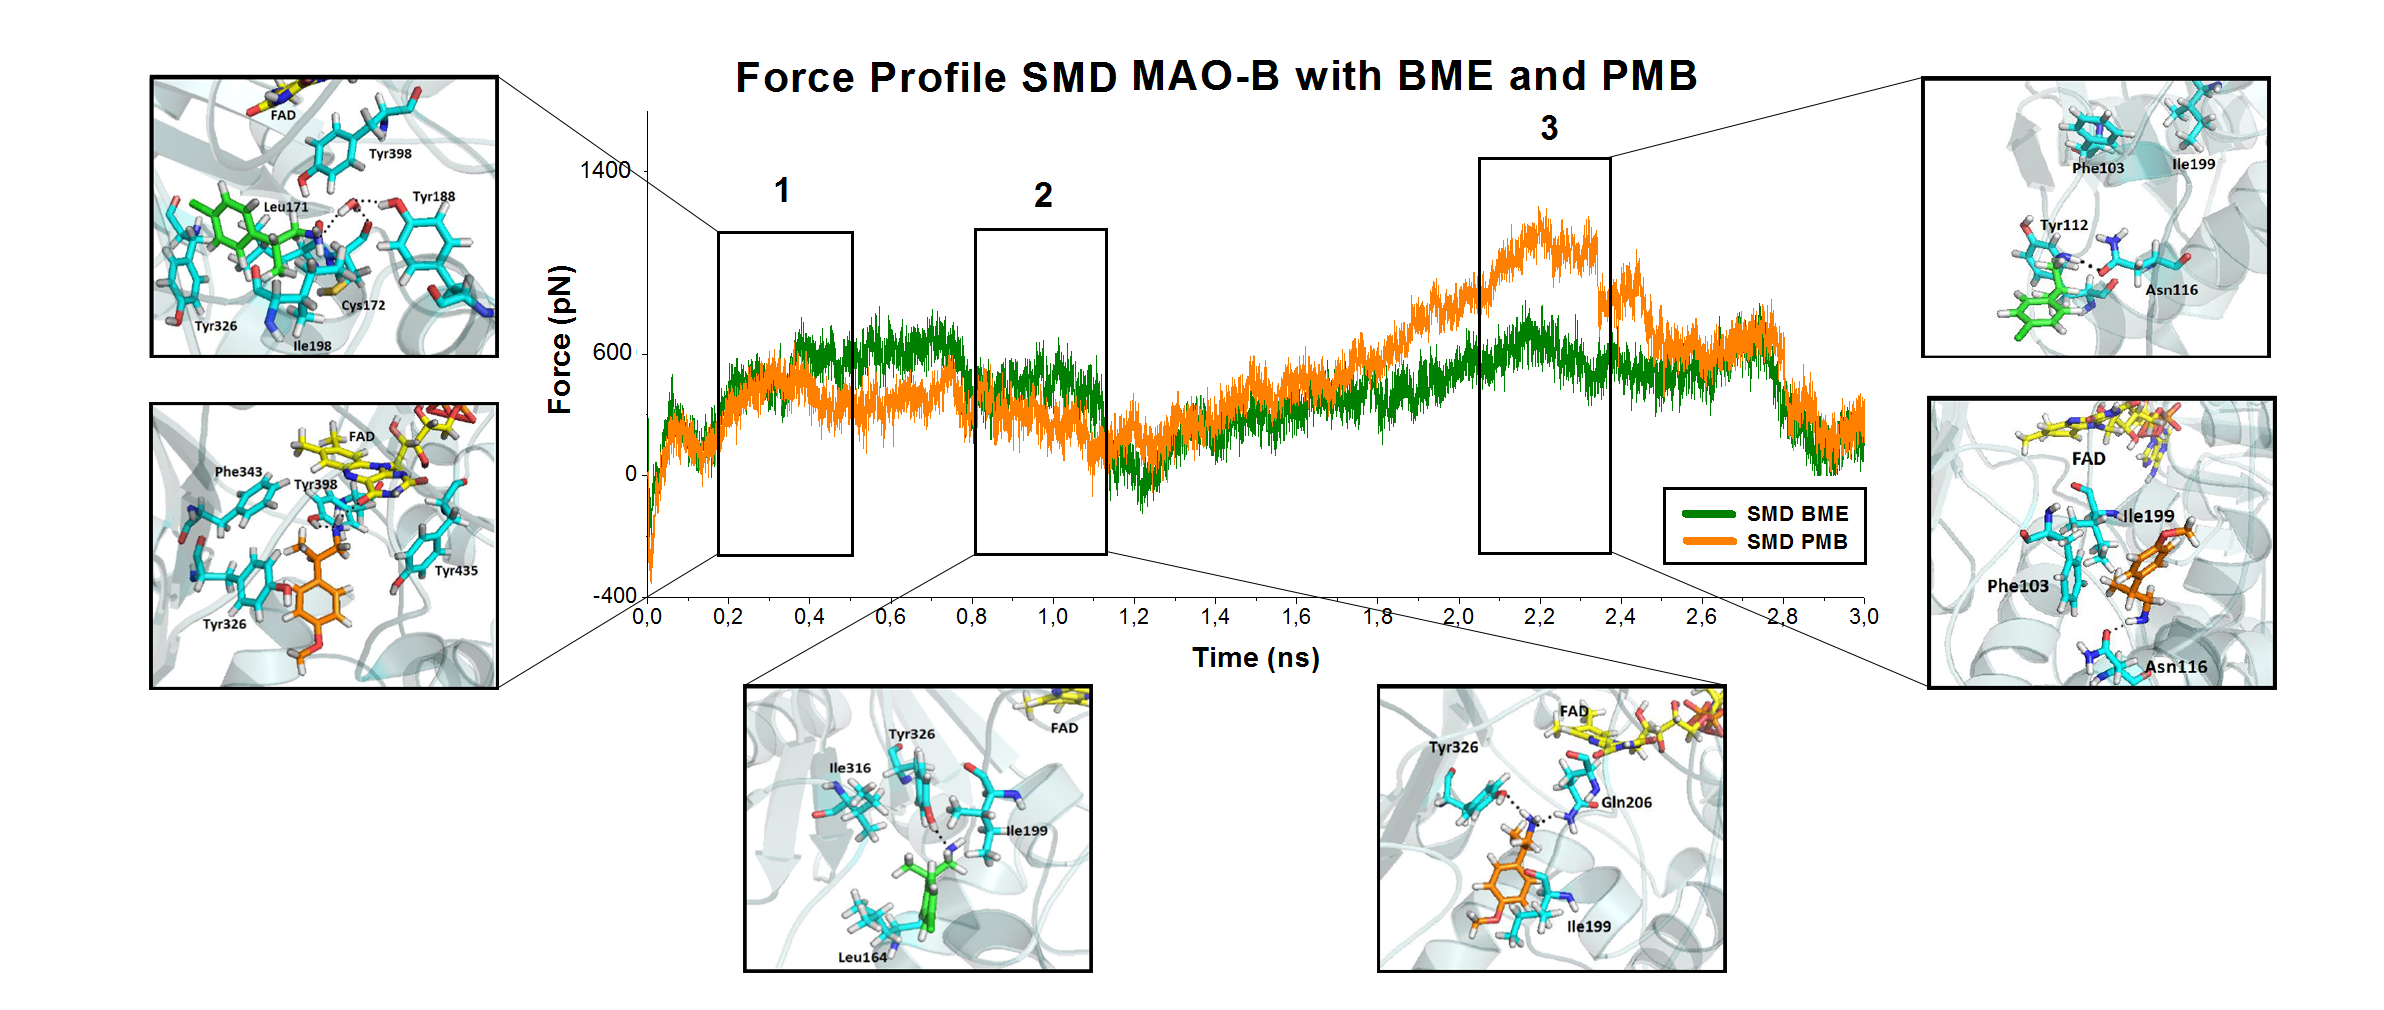 Force Profile SMD MAO-B with BME and PMB
FAD
Tyr398
Leu171
Tyr188
Cys172
Tyr326
Ile198
FAD
Phe343
Tyr398
Tyr435
Tyr326
1
2
3
Force (pN)
1400
600
0
-400
0,0 0,2 0,4 0,6 0,8 1,0 1,2 1,4 1,6 1,8 2,0 2,2 2,4 2,6 2,8 3,0
Time (ns)
SMD BME
SMD PMB
Phe103
Ile199
Tyr112
Asn116
FAD
Ile199
Phe103
Asn116
FAD
Tyr326
Ile316
Ile199
Leu164
FAD
Tyr326
Gln206
Ile199